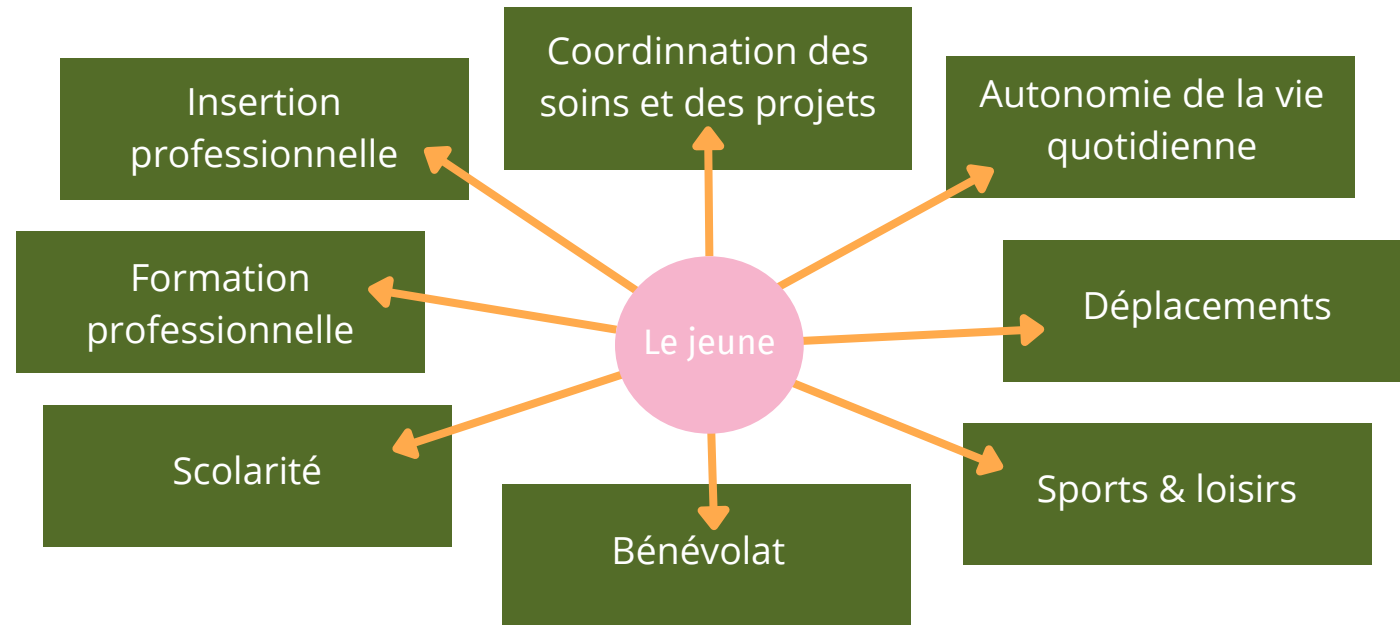 Coordinnation des
soins et des projets
Insertion
professionnelle
Autonomie de la vie
quotidienne
Formation
professionnelle
Déplacements
Le jeune
Scolarité
Sports & loisirs
Bénévolat